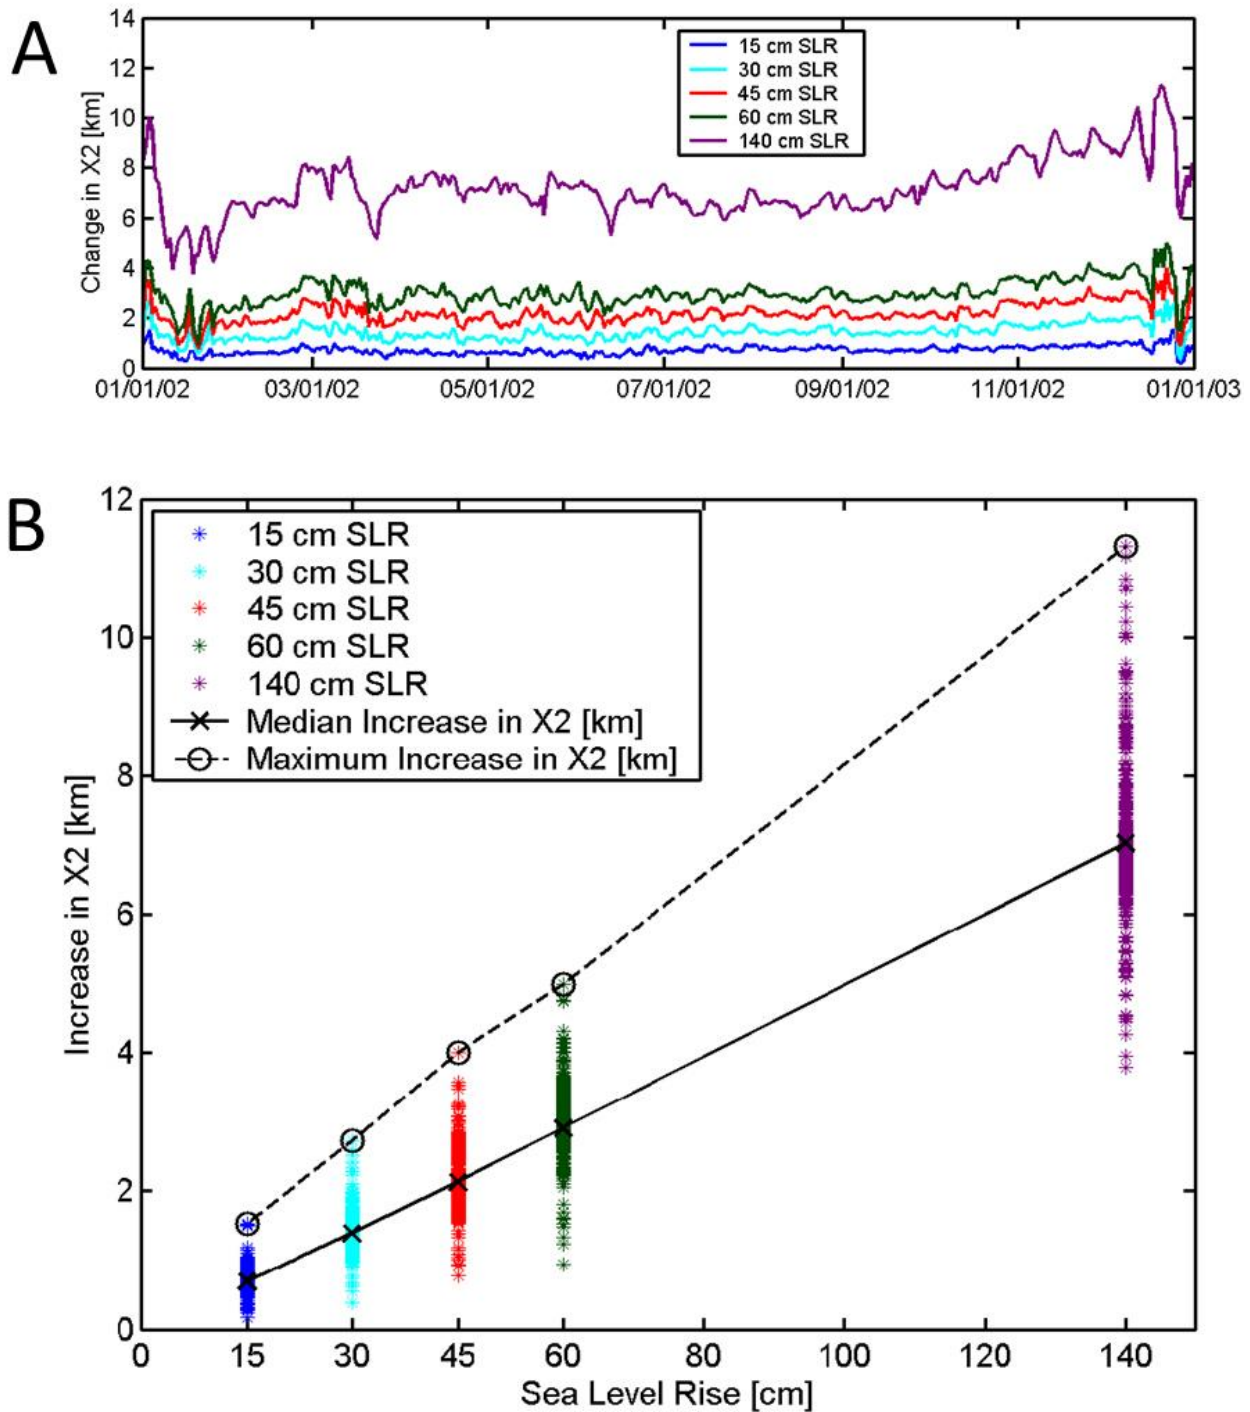 A
Change in X2 [km]
14
12
10
8
6
4
2
0
15 cm SLR
30 cm SLR
45 cm SLR
60 cm SLR
140 cm SLR
01/01/02 03/01/02 05/01/02 07/01/02 09/01/02 11/01/02 01/01/03
B
Increase in X2 [km]
12
10
8
6
4
2
0
15 cm SLR
30 cm SLR
45 cm SLR
60 cm SLR
140 cm SLR
Median Increase in X2 [km]
Maximum Increase in X2 [km]
0 15 30 45 60 80 100 120 140
Sea Level Rise [cm]